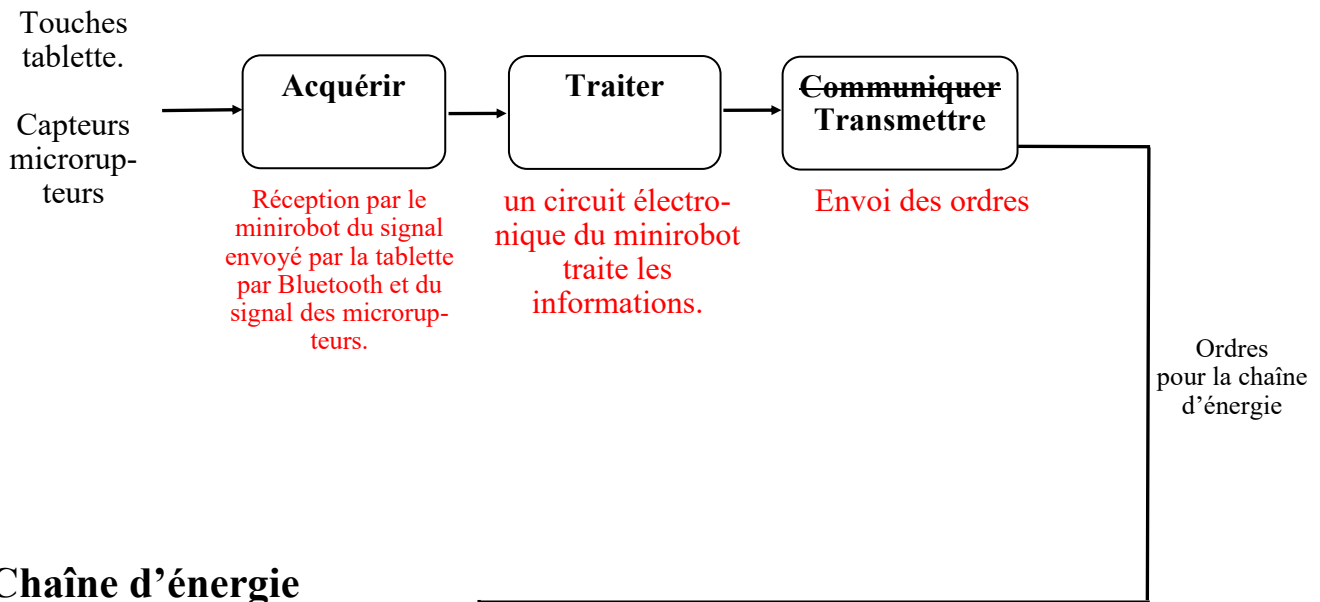 Touches
tablette.
Capteurs
microrup-
teurs
Acquérir
Traiter
Communiquer
Transmettre
Réception par le
minirobot du signal
envoyé par la tablette
par Bluetooth et du
signal des microrup-
teurs.
un circuit électro-
nique du minirobot
traite les
informations.
Envoi des ordres
Ordres
pour la chaîne
d’énergie
Chaîne d’énergie